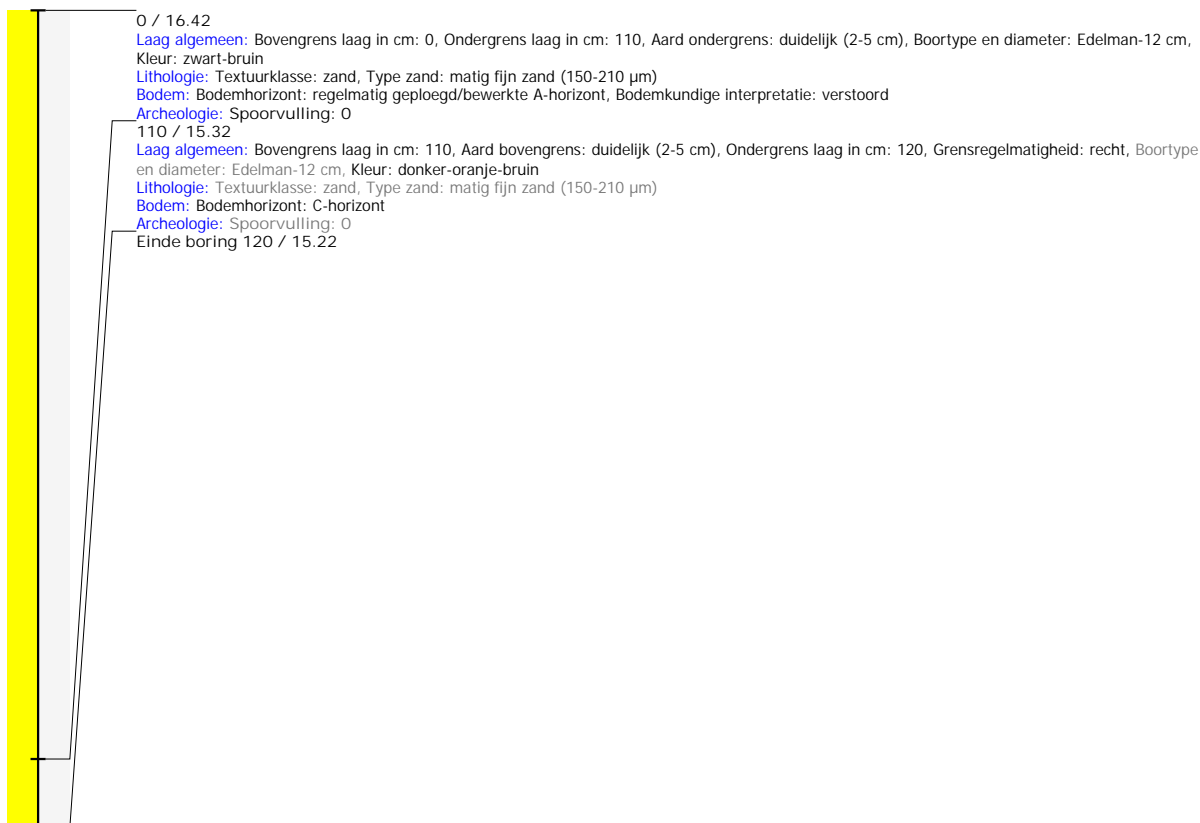 0 / 16.42
Laag algemeen: Bovengrens laag in cm: 0, Ondergrens laag in cm: 110, Aard ondergrens: duidelijk (2-5 cm), Boortype en diameter: Edelman-12 cm,
Kleur: zwart-bruin
Lithologie: Textuurklasse: zand, Type zand: matig fijn zand (150-210 µm)
Bodem: Bodemhorizont: regelmatig geploegd/bewerkte A-horizont, Bodemkundige interpretatie: verstoord
Archeologie: Spoorvulling: 0
110 / 15.32
Laag algemeen: Bovengrens laag in cm: 110, Aard bovengrens: duidelijk (2-5 cm), Ondergrens laag in cm: 120, Grensregelmatigheid: recht, Boortype
en diameter: Edelman-12 cm, Kleur: donker-oranje-bruin
Lithologie: Textuurklasse: zand, Type zand: matig fijn zand (150-210 µm)
Bodem: Bodemhorizont: C-horizont
Archeologie: Spoorvulling: 0
Einde boring 120 / 15.22